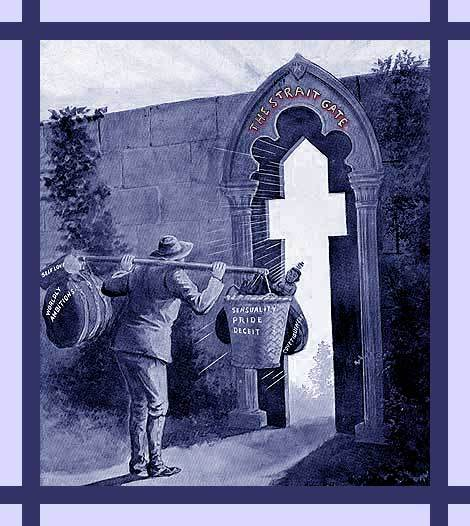 THE STRAIT GATE
SELF LOVE
WORLDLY
AMBITIONS
SENSUALITY
PRIDE
DECEIT
COVETOUSNESS